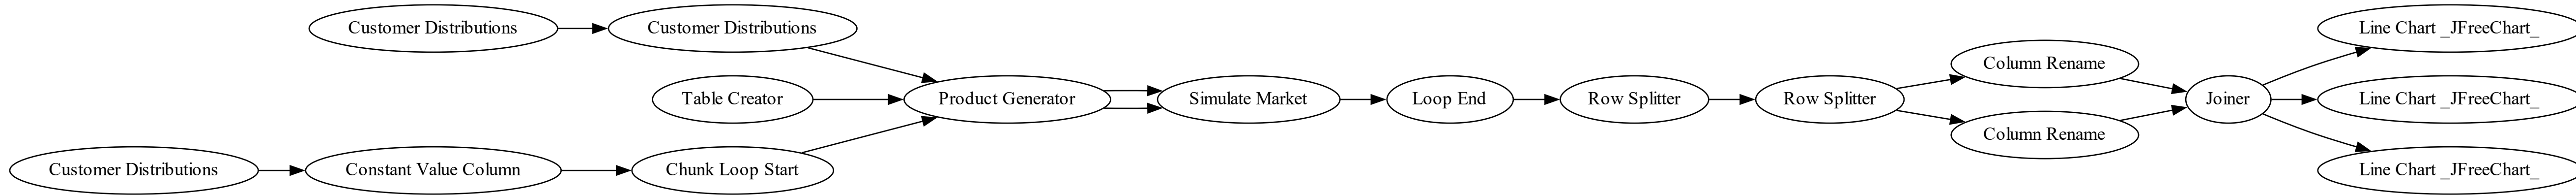 Customer Distributions
Customer Distributions
Line Chart _JFreeChart_
Column Rename
Table Creator
Product Generator
Simulate Market
Loop End
Row Splitter
Row Splitter
Joiner
Line Chart _JFreeChart_
Column Rename
Customer Distributions
Constant Value Column
Chunk Loop Start
Line Chart _JFreeChart_